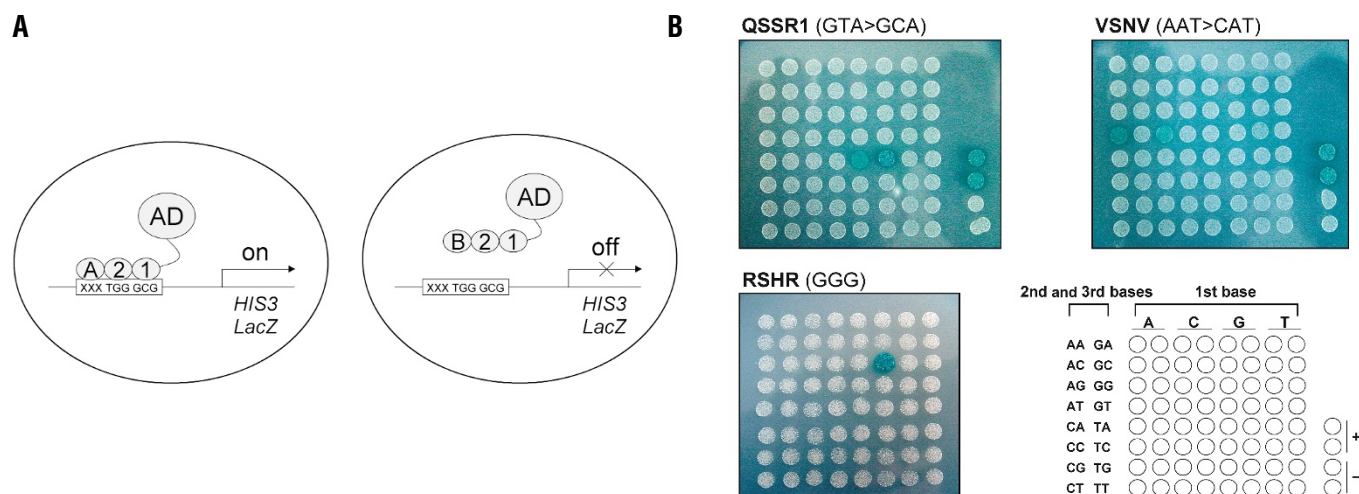 A
AD
A 2 1
XXX TGG GCG
on
HIS3
LacZ
AD
B 2 1
XXX TGG GCG
off
HIS3
LacZ
B
QSSR1 (GTA>GCA)
VSNV (AAT>CAT)
RSHR (GGG)
2nd and 3rd bases 1st base
A C G T
AA GA
AC GC
AG GG
AT GT
CA TA
CC TC
CG TG
CT TT
+
–